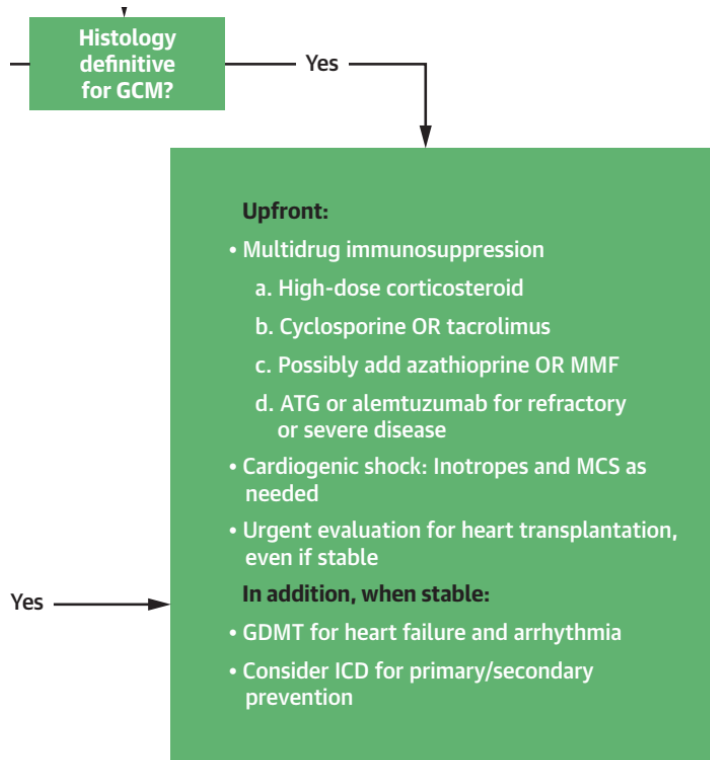 Histology
definitive
for GCM?
Yes
Upfront:
• Multidrug immunosuppression
a. High-dose corticosteroid
b. Cyclosporine OR tacrolimus
c. Possibly add azathioprine OR MMF
d. ATG or alemtuzumab for refractory
or severe disease
• Cardiogenic shock: Inotropes and MCS as
needed
• Urgent evaluation for heart transplantation,
even if stable
In addition, when stable:
Yes
• GDMT for heart failure and arrhythmia
• Consider ICD for primary/secondary
prevention